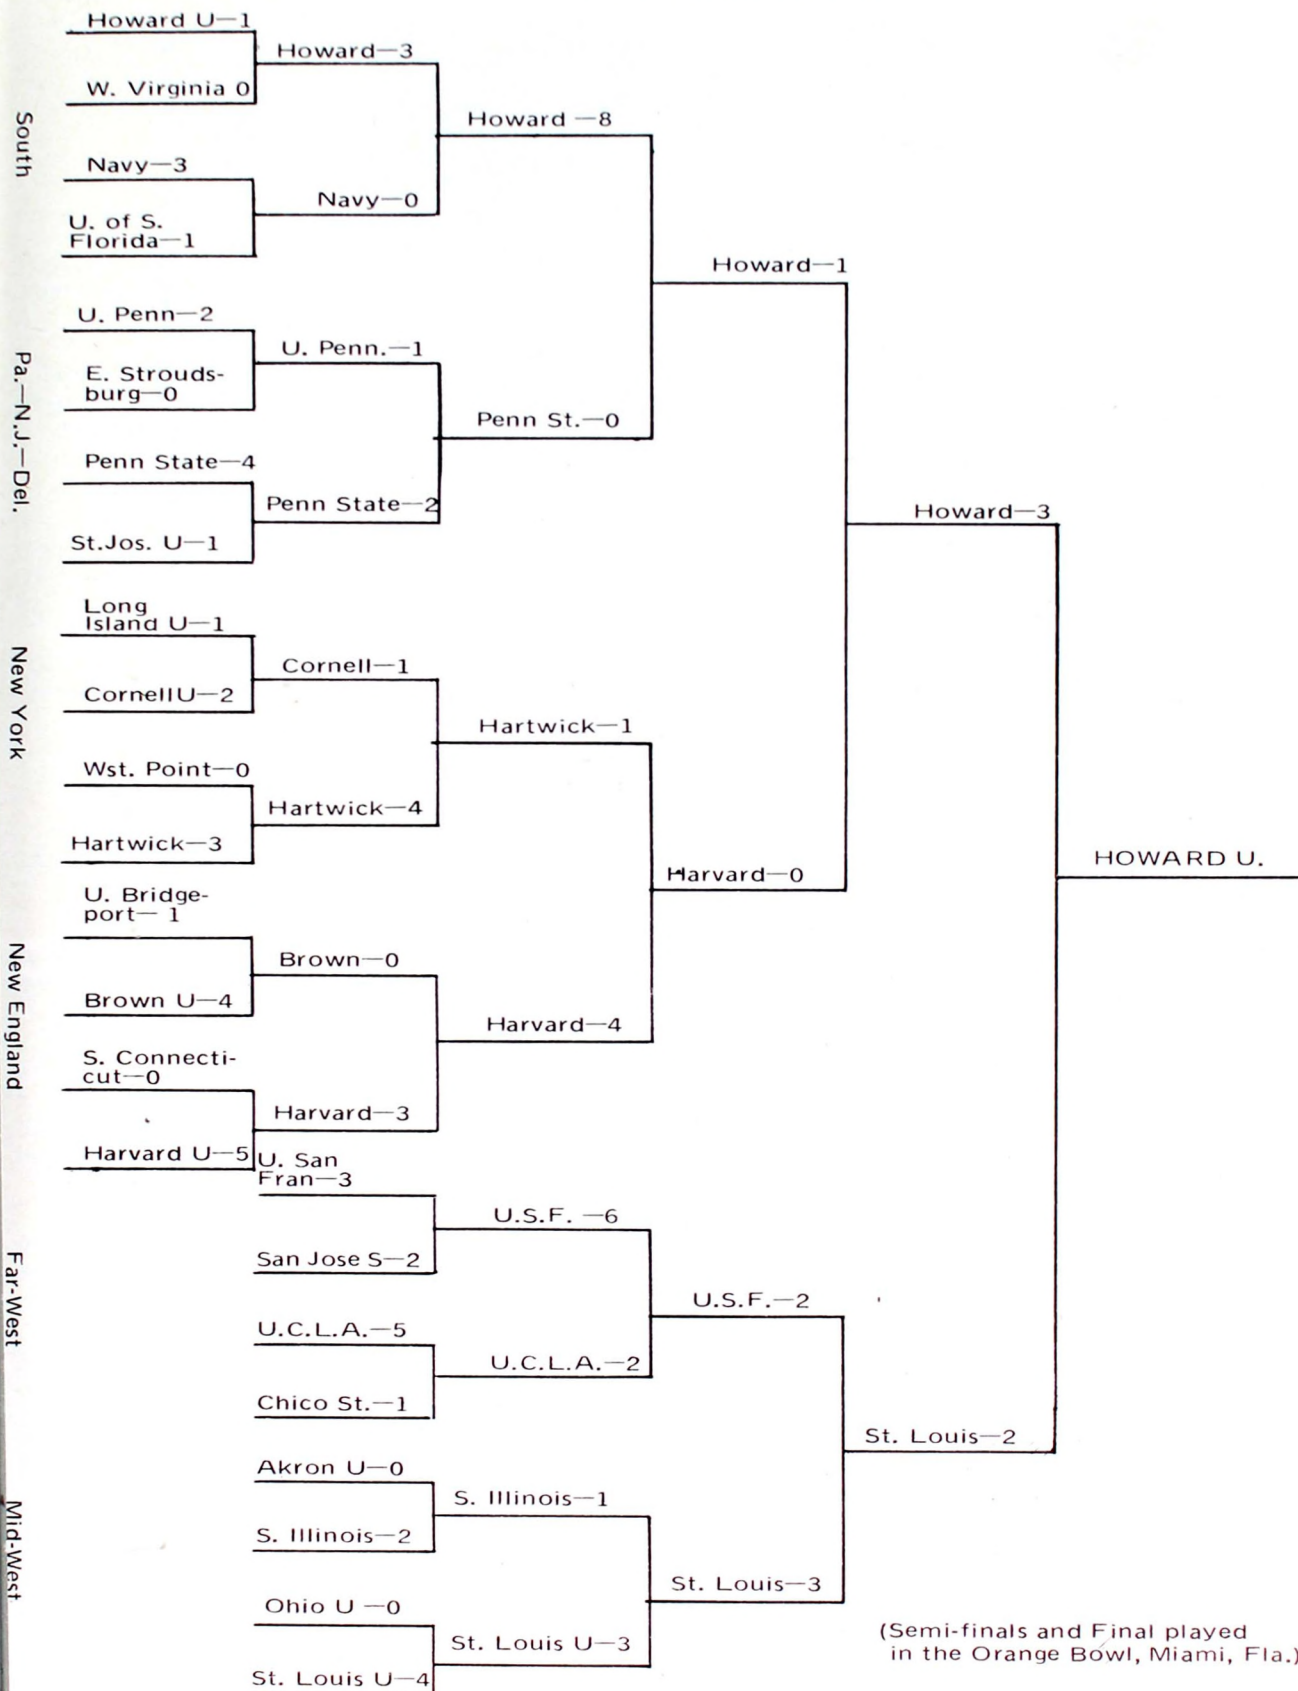 South
Howard U—1
W. Virginia 0
Navy—3
U. of S.
Florida—1
Pa.—N.J.—Del.
U. Penn—2
E. Strouds-
burg—0
Penn State—4
St.Jos. U—1
New York
Long
Island U—1
Cornell U—2
Wst. Point—0
Hartwick—3
New England
U. Bridge-
port— 1
Brown U—4
S. Connecti-
cut—0
Harvard U—5
Howard—3
Navy—0
U. Penn.—1
Penn State—2
Cornell—1
Hartwick—4
Brown—0
Harvard—3
Far-West
U. San
Fran—3
San Jose S—2
U.C.L.A.—5
Chico St.—1
Mid-West
Akron U—0
S. Illinois—2
Ohio U —0
St. Louis U—4
Howard —8
Penn St.—0
Hartwick—1
Harvard—4
U.S.F. —6
U.C.L.A.—2
S. Illinois—1
St. Louis U—3
Howard—1
Harvard—0
U.S.F.—2
St. Louis—3
Howard—3
St. Louis—2
HOWARD U.
(Semi-finals and Final played
in the Orange Bowl, Miami, Fla.)